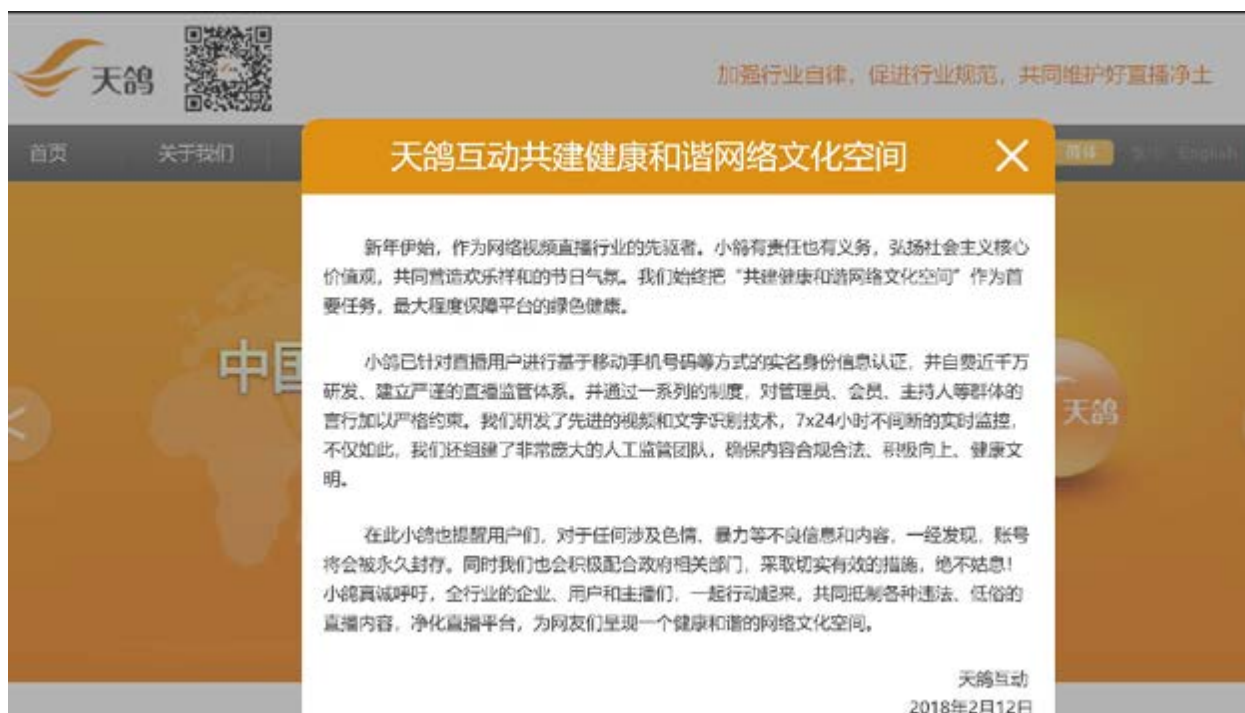 天鸽
加强行业自律，促进行业规范，共同维护好直播净土
首页
关于我们
简体
English
天鸽互动共建健康和谐网络文化空间
新年伊始，作为网络视频直播行业的先驱者。小鸽有责任也有义务，弘扬社会主义核心
价值观，共同营造欢乐祥和的节日气氛。我们始终把“共建健康和谐网络文化空间”作为首
要任务，最大程度保障平台的绿色健康。
小鸽已针对直播用户进行基于移动手机号码等方式的实名身份信息认证，并自费近千万
研发、建立严谨的直播监管体系。并通过一系列的制度，对管理员、会员、主持人等群体的
言行加以严格约束。我们研发了先进的视频和文字识别技术，7x24小时不间断的实时监控，
不仅如此，我们还组建了非常庞大的人工监管团队，确保内容合规合法、积极向上、健康文
明。
在此小鸽也提醒用户们，对于任何涉及色情、暴力等不良信息和内容，一经发现，账号
将会被永久封存。同时我们也会积极配合政府相关部门，采取切实有效的措施，绝不姑息！
小鸽真诚呼吁，全行业的企业、用户和主播们，一起行动起来，共同抵制各种违法、低俗的
直播内容，净化直播平台，为网友们呈现一个健康和谐的网络文化空间。
天鸽互动
2018年2月12日
中国
天鸽